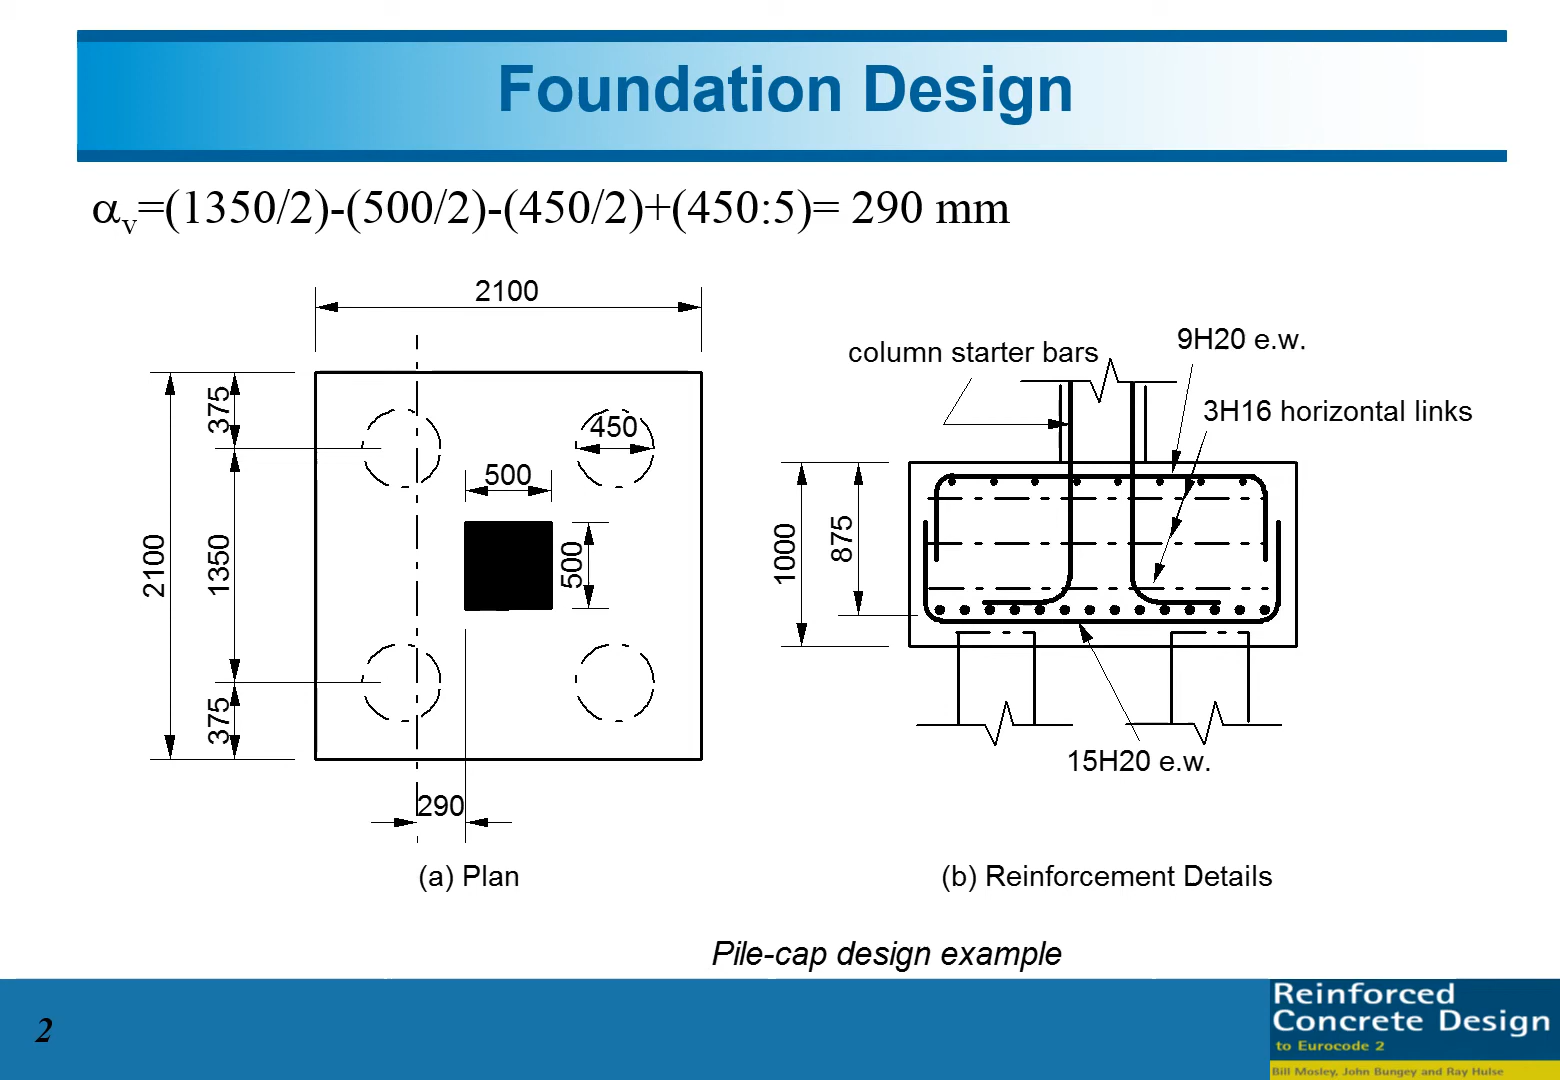 Foundation Design
αv=(1350/2)-(500/2)-(450/2)+(450:5)= 290 mm
2100
375
450
500
500
2100
1350
375
290
(a) Plan
column starter bars
9H20 e.w.
3H16 horizontal links
1000
875
15H20 e.w.
(b) Reinforcement Details
Pile-cap design example
2
Reinforced
Concrete Design
to Eurocode 2
Bill Mosley, John Bungey and Ray Hulse